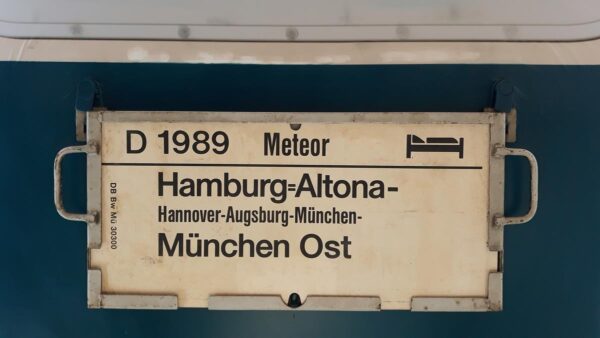 D 1989 Meteor
Hamburg=Altona-
Hannover-Augsburg-München-
München Ost
DB Bw Mü 30300